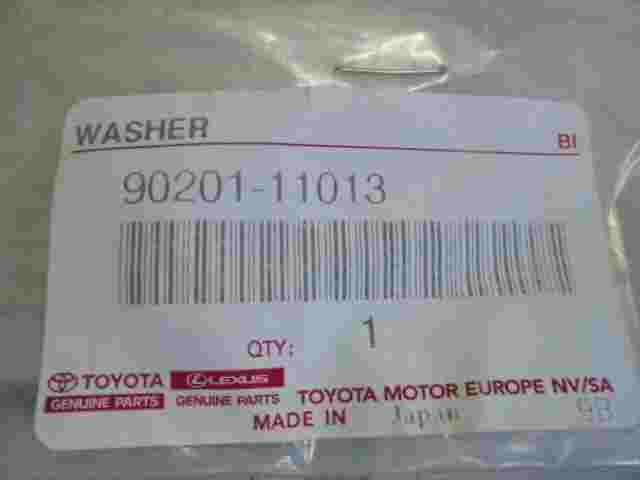 WASHER
BI
90201-11013
QTY: 1
TOYOTA LEXUS
GENUINE PARTS GENUINE PARTS TOYOTA MOTOR EUROPE NV/SA
MADE IN Japan 9B